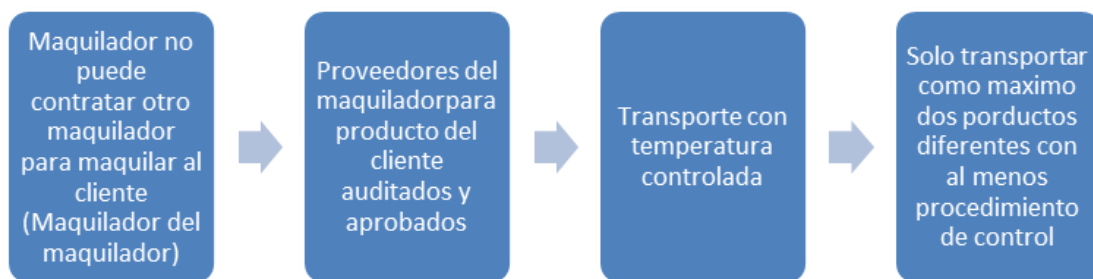 Maquilador no
puede
contratar otro
maquilador
para maquilar al
cliente
(Maquilador del
maquilador)
Proveedores del
maquiladorpara
producto del
cliente
auditados y
aprobados
Transporte con
temperatura
controlada
Solo transportar
como maximo
dos porductos
diferentes con
al menos
procedimiento
de control